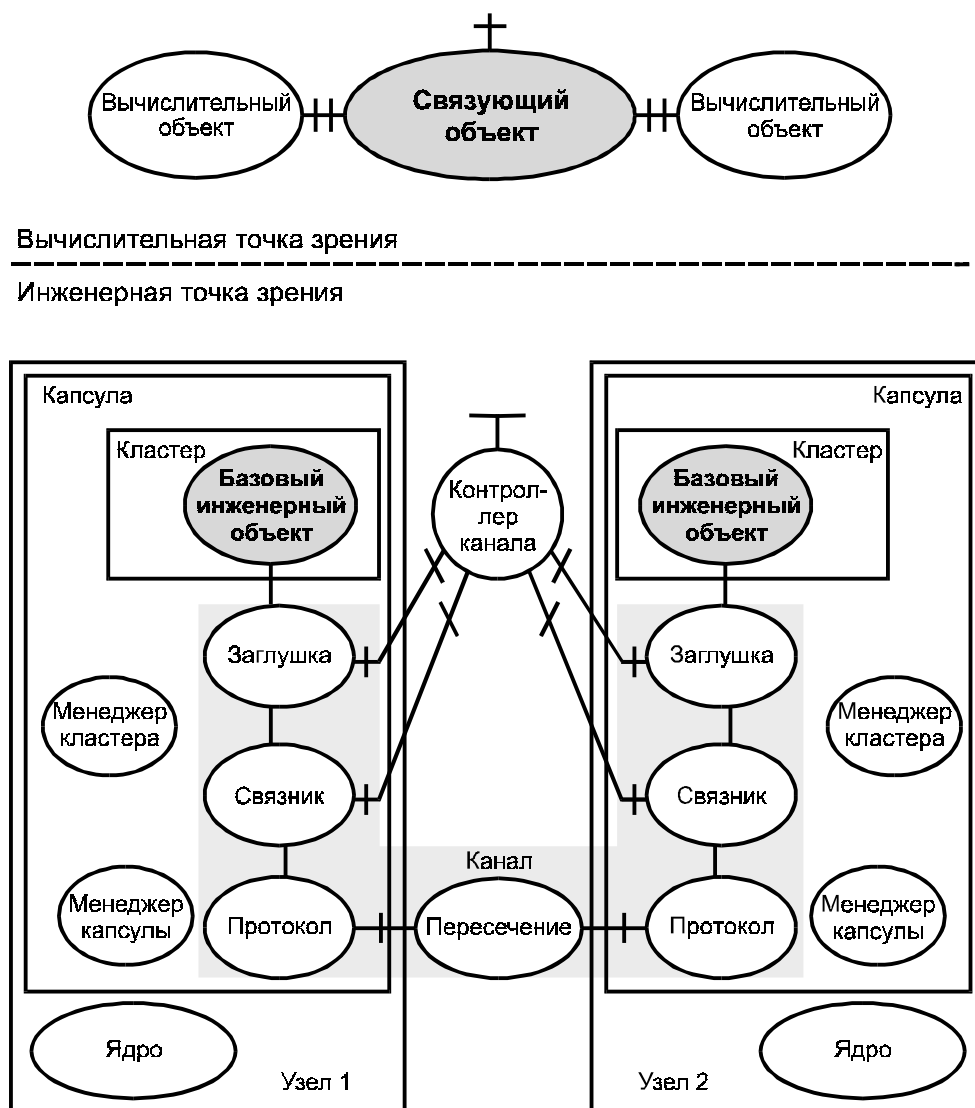 Вычислительный
объект
Связующий
объект
Вычислительный
объект
Вычислительная точка зрения
Инженерная точка зрения
Капсула
Кластер
Базовый
инженерный
объект
Заглушка
Менеджер
кластера
Связник
Менеджер
капсулы
Протокол
Ядро
Узел 1
Контрол-
лер
канала
Канал
Пересечение
Капсула
Кластер
Базовый
инженерный
объект
Заглушка
Менеджер
кластера
Связник
Менеджер
капсулы
Протокол
Ядро
Узел 2